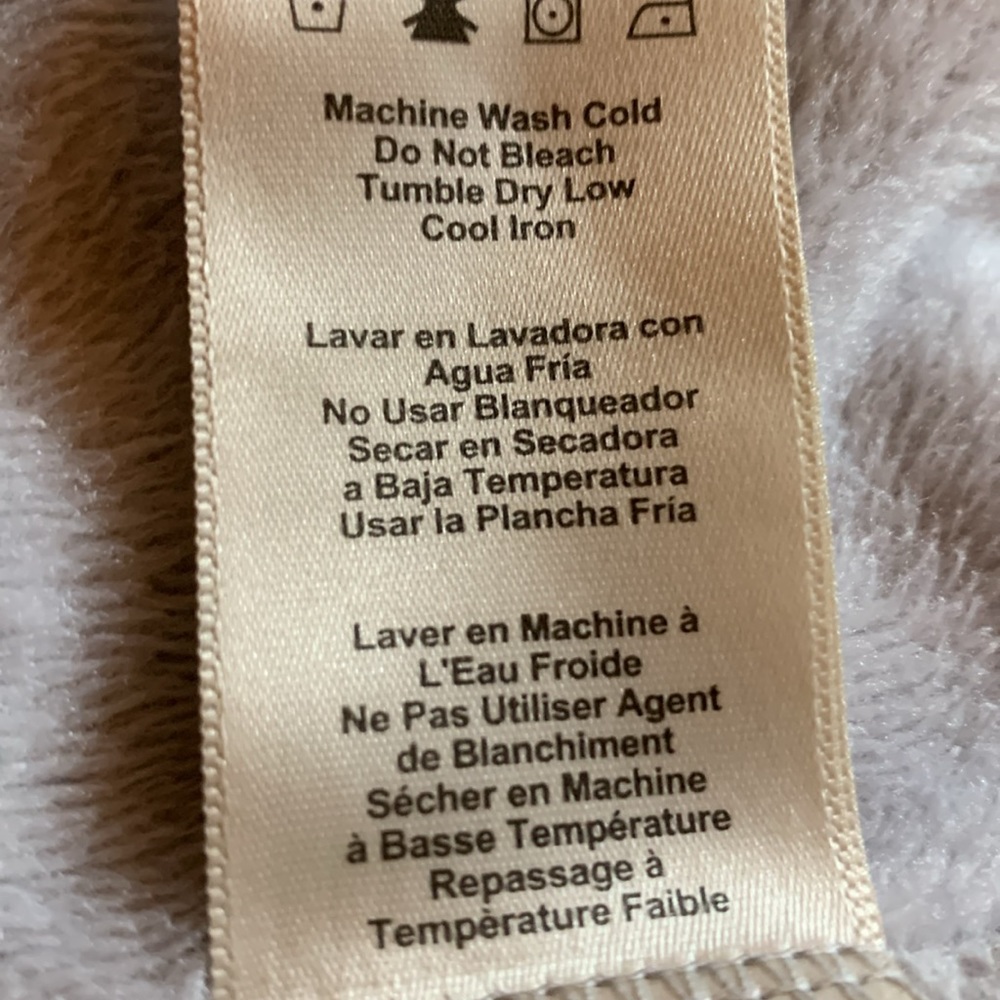 Machine Wash Cold
Do Not Bleach
Tumble Dry Low
Cool Iron
Lavar en Lavadora con
Agua Fría
No Usar Blanqueador
Secar en Secadora
a Baja Temperatura
Usar la Plancha Fría
Laver en Machine à
L'Eau Froide
Ne Pas Utiliser Agent
de Blanchiment
Sécher en Machine
à Basse Température
Repassage à
Tempèrature Faible